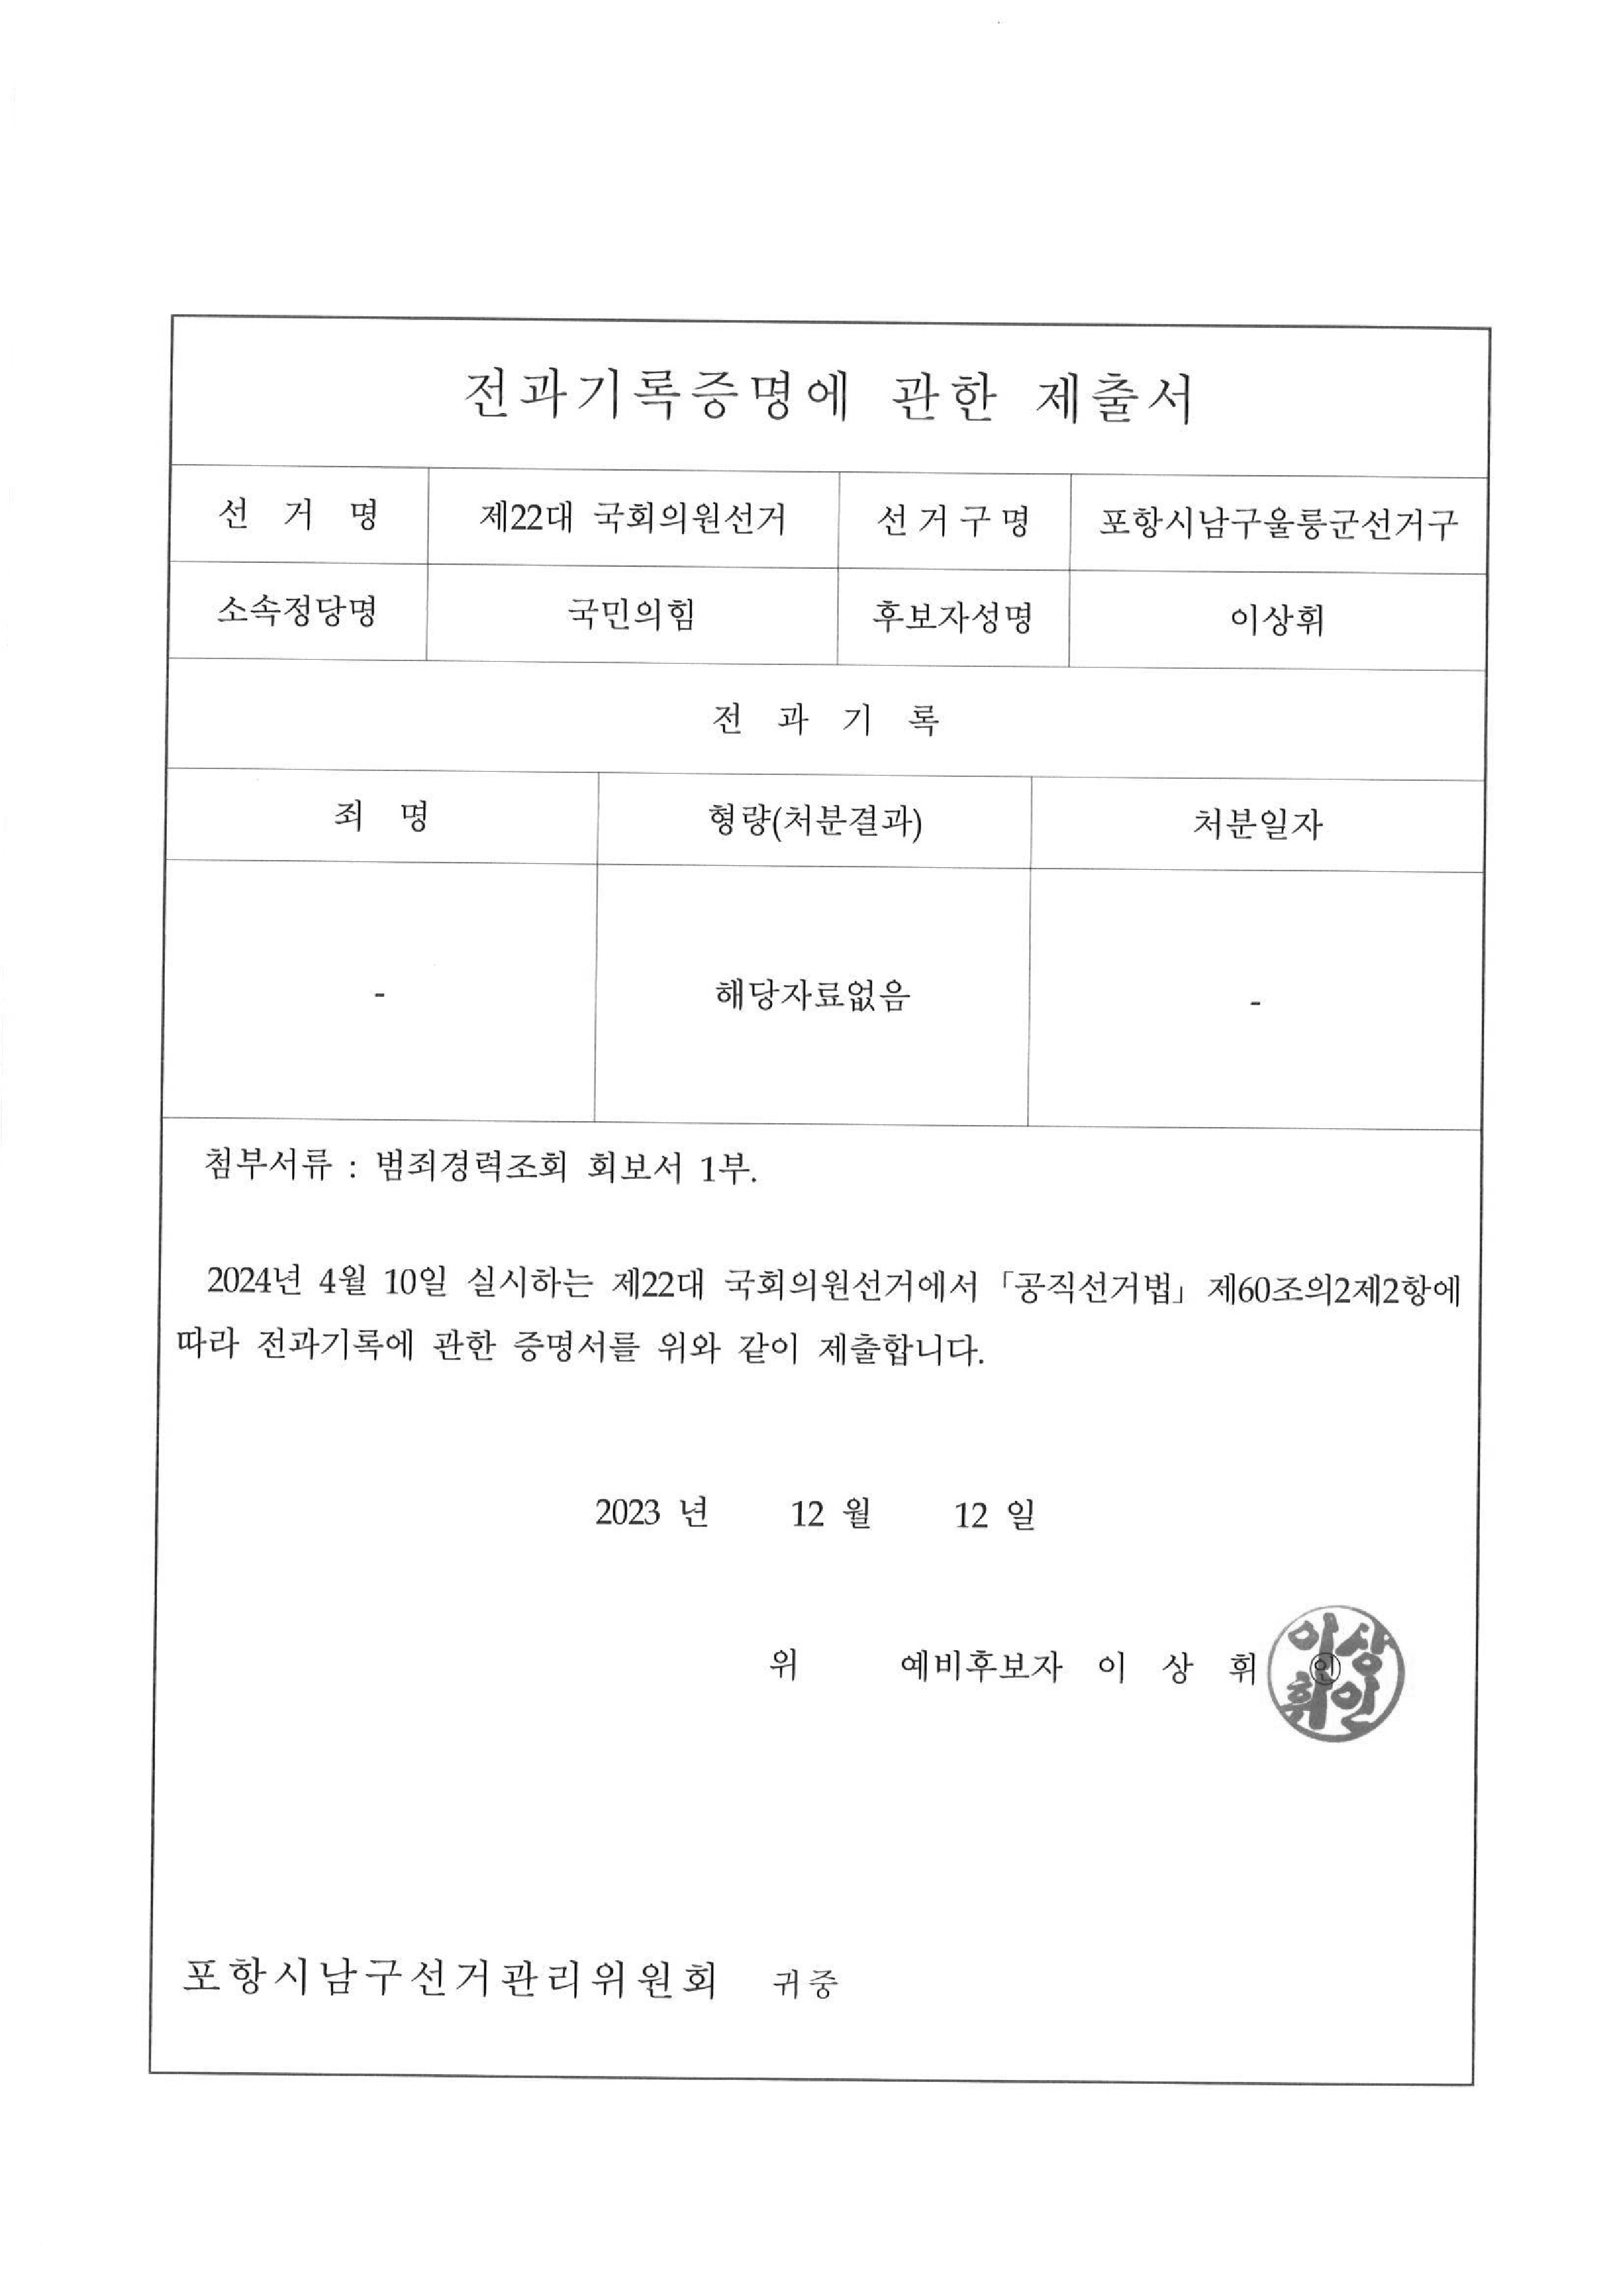 전과기록증명에 관한 제출서
선 거 명 제22대 국회의원선거 선거구명 포항시남구울릉군선거구
소속정당명 국민의힘 후보자성명 이상휘
전 과 기 록
죄 명 형량(처분결과) 처분일자
- 해당자료없음 -
첨부서류 : 범죄경력조회 회보서 1부.
2024년 4월 10일 실시하는 제22대 국회의원선거에서 「공직선거법」 제60조의2제2항에
따라 전과기록에 관한 증명서를 위와 같이 제출합니다.
2023 년 12 월 12 일
위 예비후보자 이 상 휘 ㊞
이상
휘인
포항시남구선거관리위원회 귀중